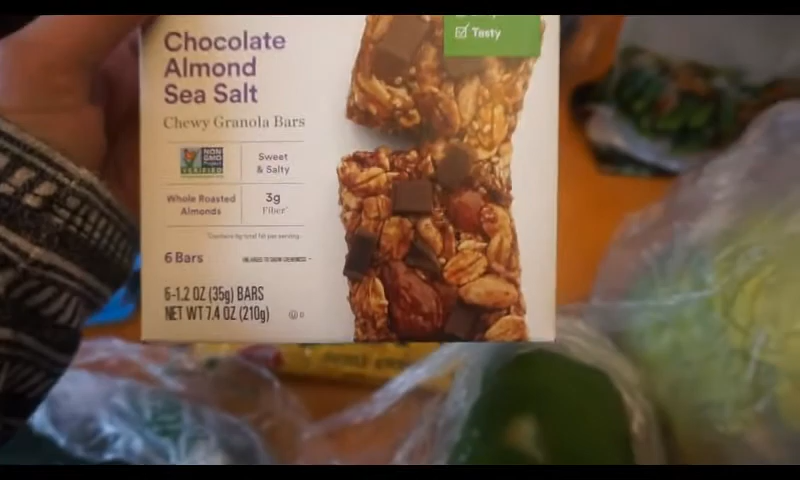 Tasty
Chocolate
Almond
Sea Salt
Chewy Granola Bars
NON
GMO
VERIFIED
Sweet
& Salty
Whole Roasted
Almonds
3g
Fiber*
6 Bars
6-1.2 OZ (35g) BARS
NET WT 7.4 OZ (210g)